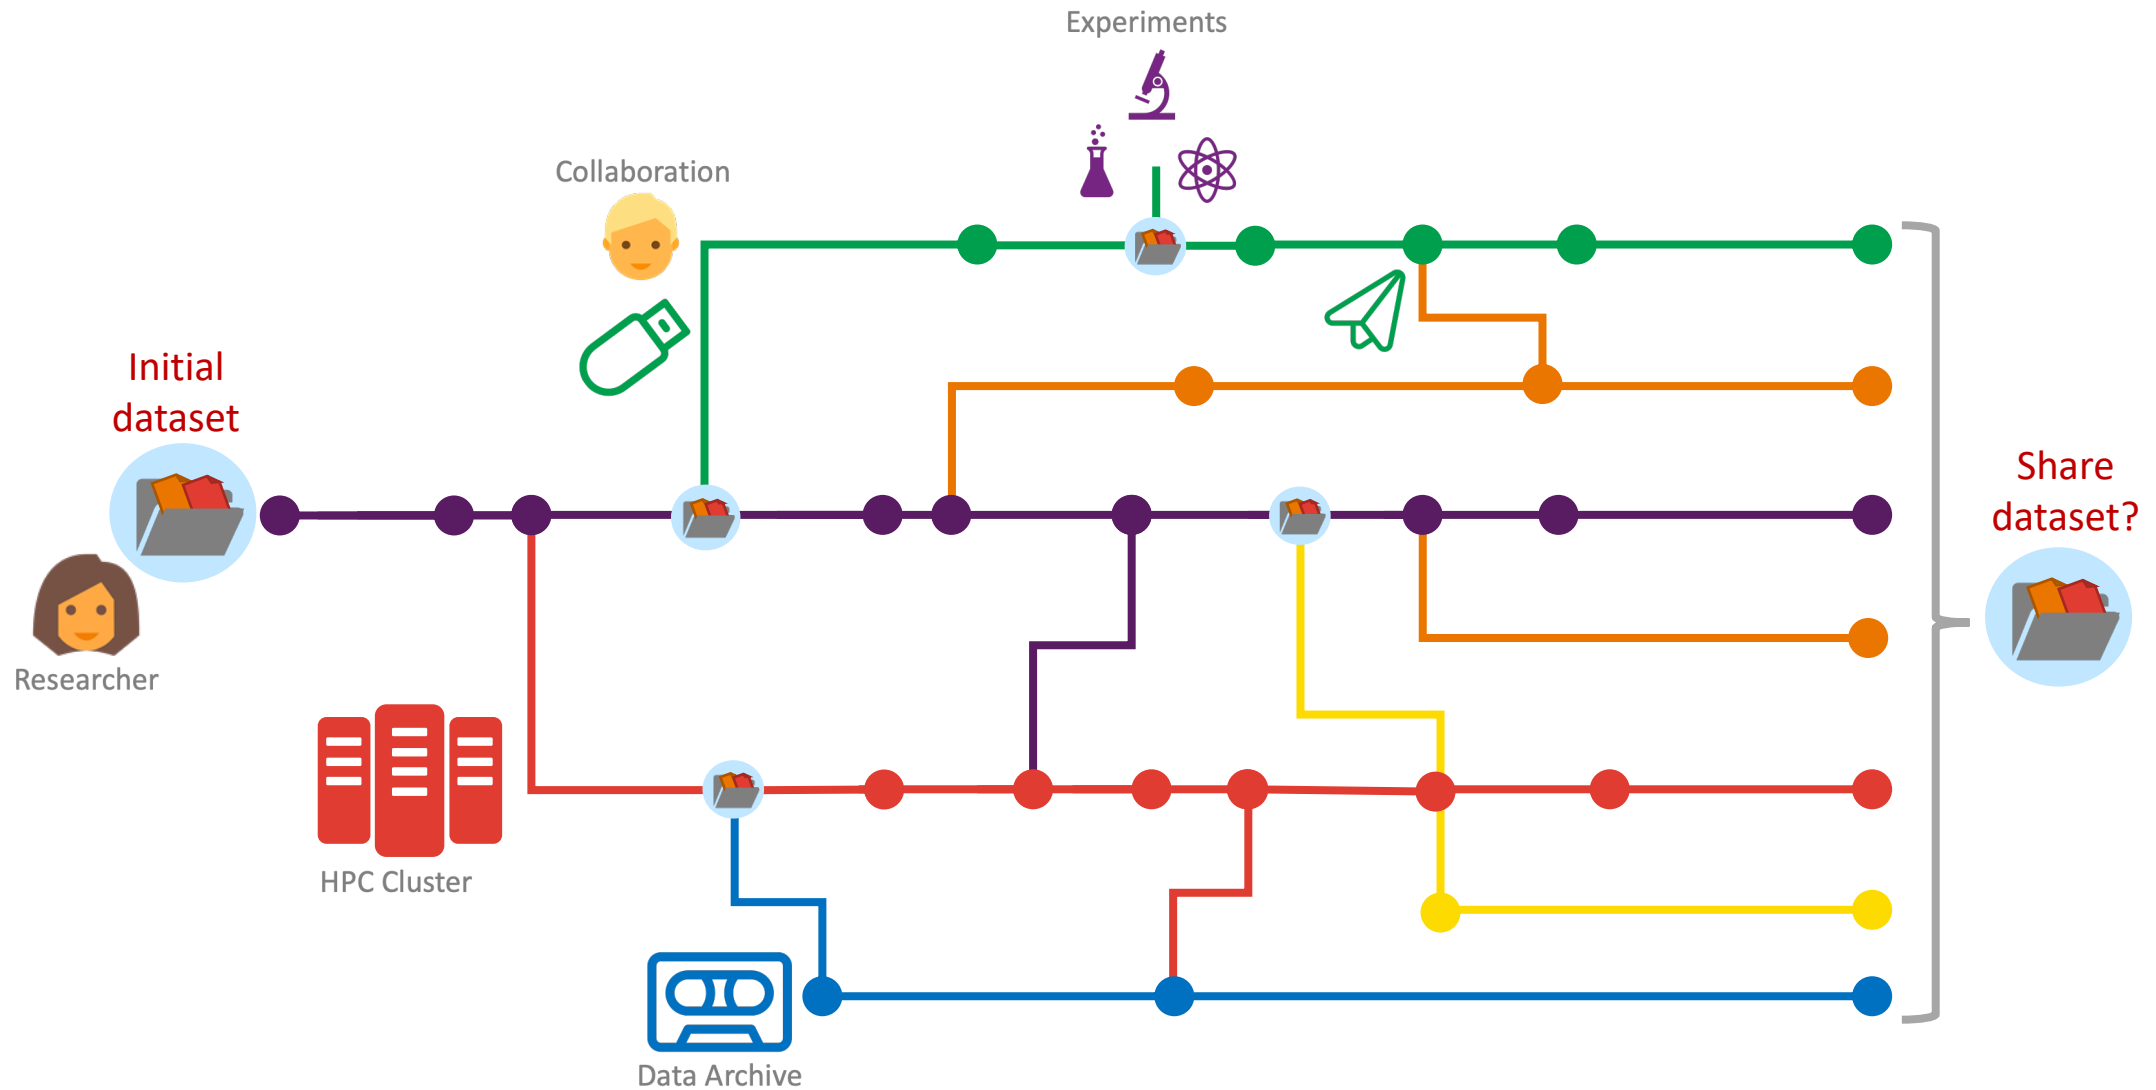 Experiments
Collaboration
Initial
dataset
Share
dataset?
Researcher
HPC Cluster
Data Archive